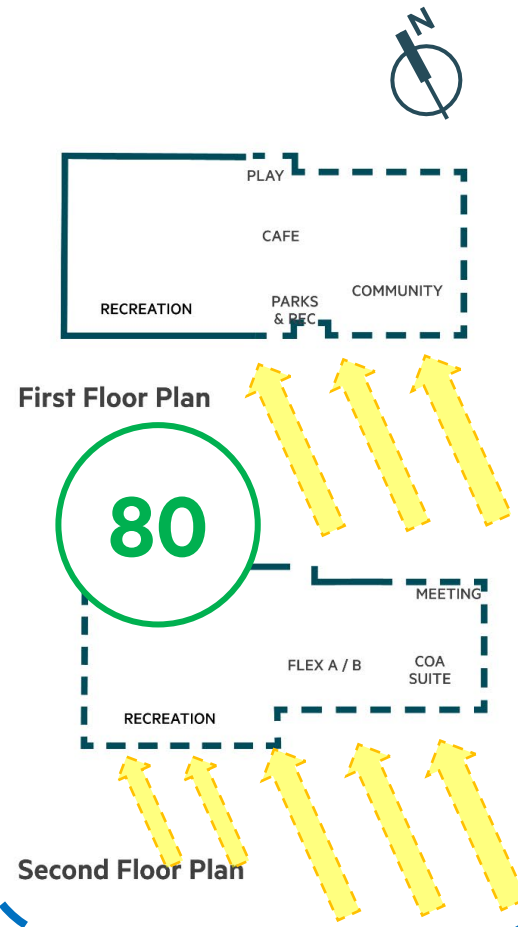 N
PLAY
CAFE
COMMUNITY
RECREATION
PARKS
& REC
First Floor Plan
80
MEETING
FLEX A / B
COA
SUITE
RECREATION
Second Floor Plan